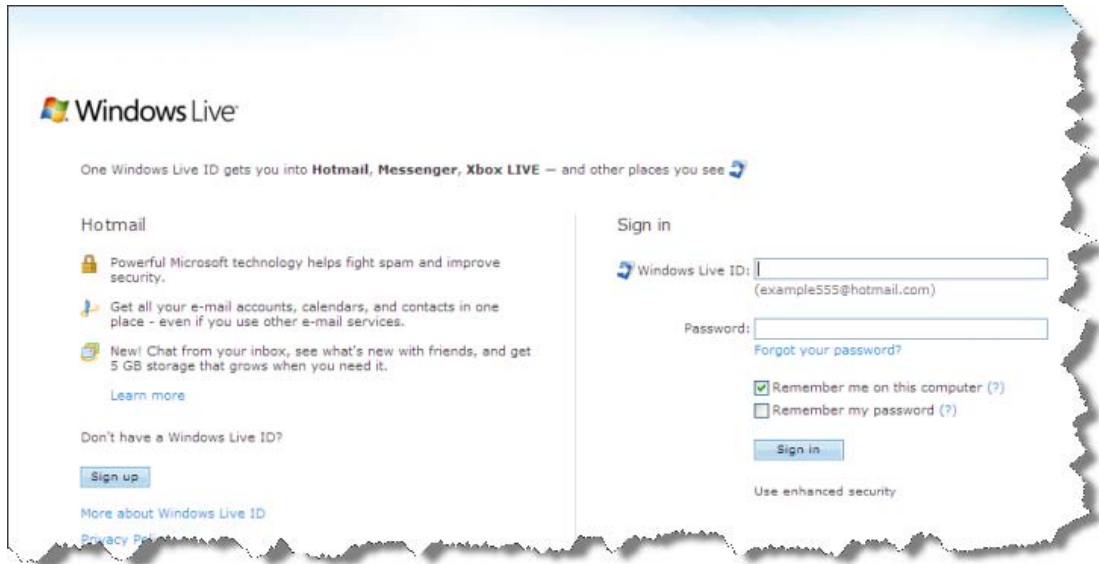 Windows Live
One Windows Live ID gets you into Hotmail, Messenger, Xbox LIVE — and other places you see
Hotmail
Powerful Microsoft technology helps fight spam and improve
security.
Get all your e-mail accounts, calendars, and contacts in one
place - even if you use other e-mail services.
New! Chat from your inbox, see what's new with friends, and get
5 GB storage that grows when you need it.
Learn more
Don't have a Windows Live ID?
Sign up
More about Windows Live ID
Privacy
Sign in
Windows Live ID:
(example555@hotmail.com)
Password:
Forgot your password?
Remember me on this computer (?)
Remember my password (?)
Sign in
Use enhanced security